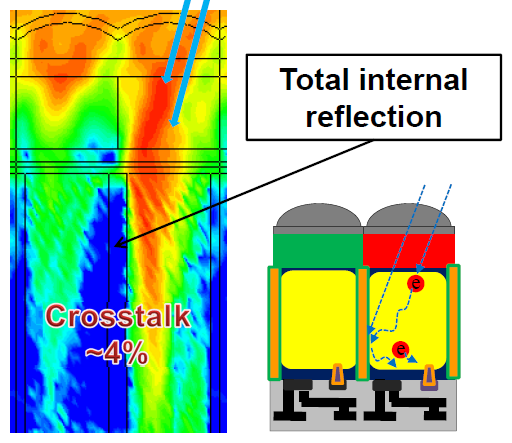 Total internal
reflection
Crosstalk
~4%
e
e